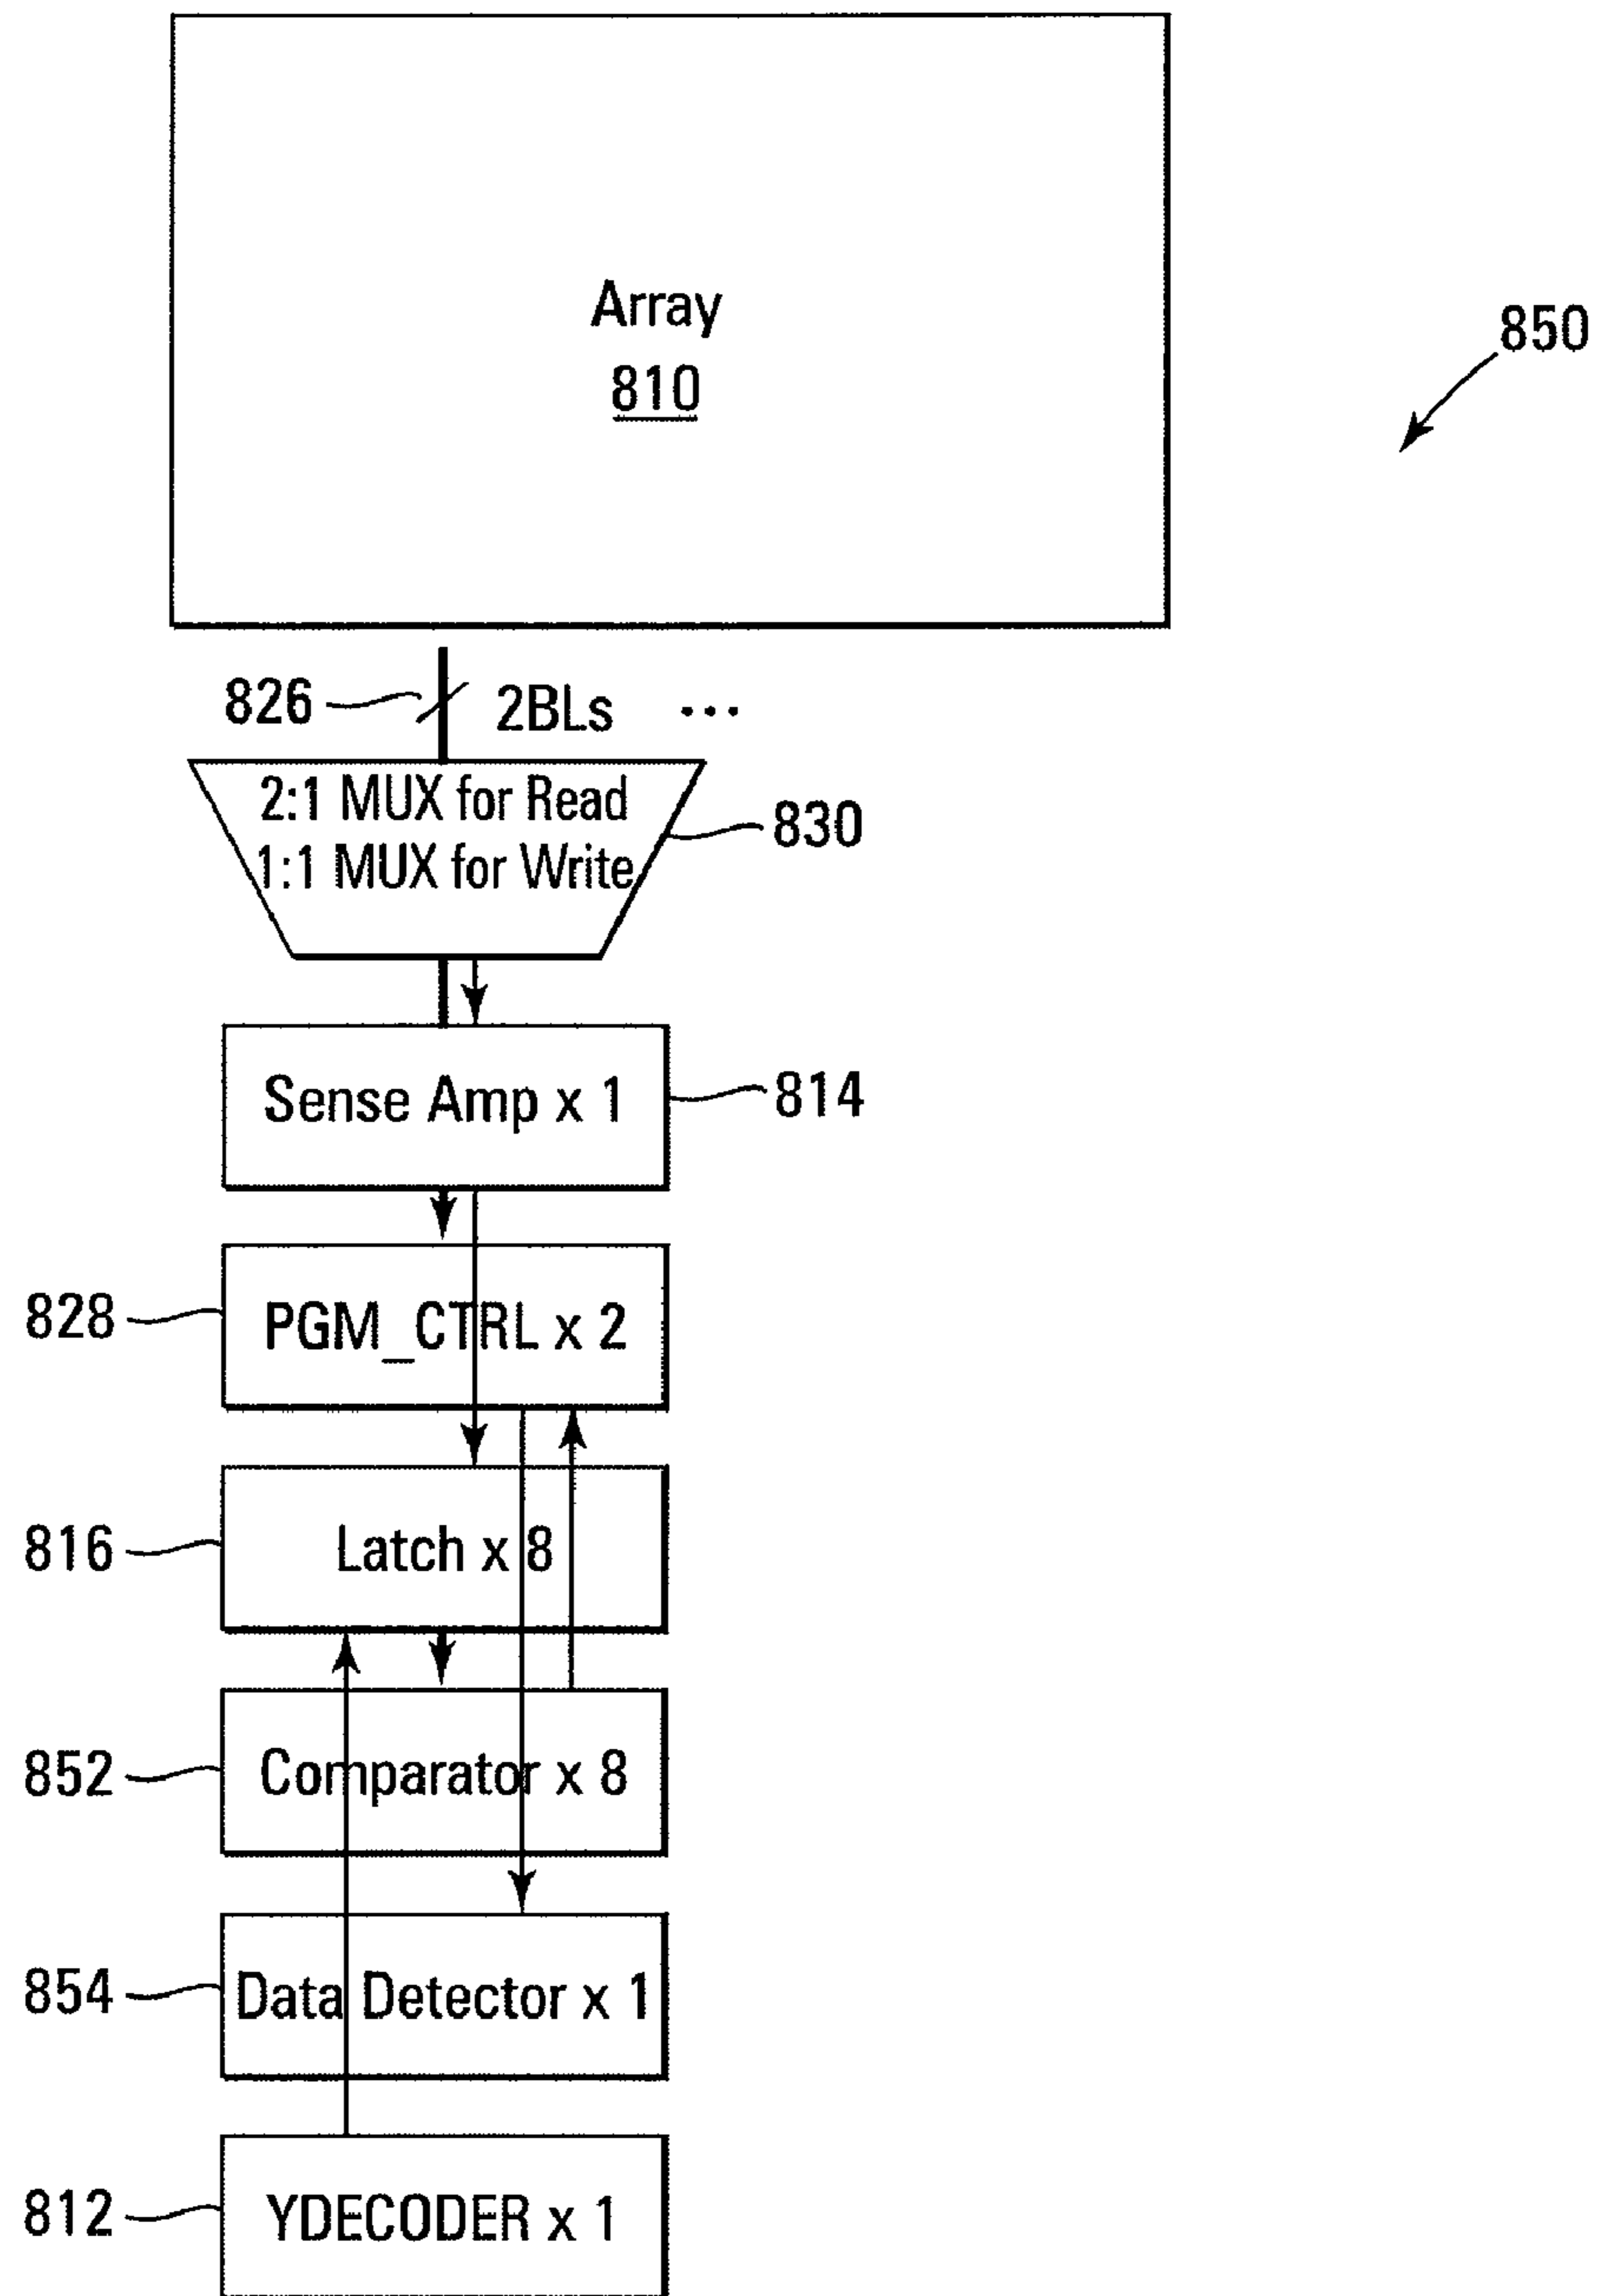 Array
810
850
826
2BLs ...
2:1 MUX for Read
1:1 MUX for Write
830
Sense Amp x 1
814
828
PGM_CTRL x 2
816
Latch x 8
852
Comparator x 8
854
Data Detector x 1
812
YDECODER x 1